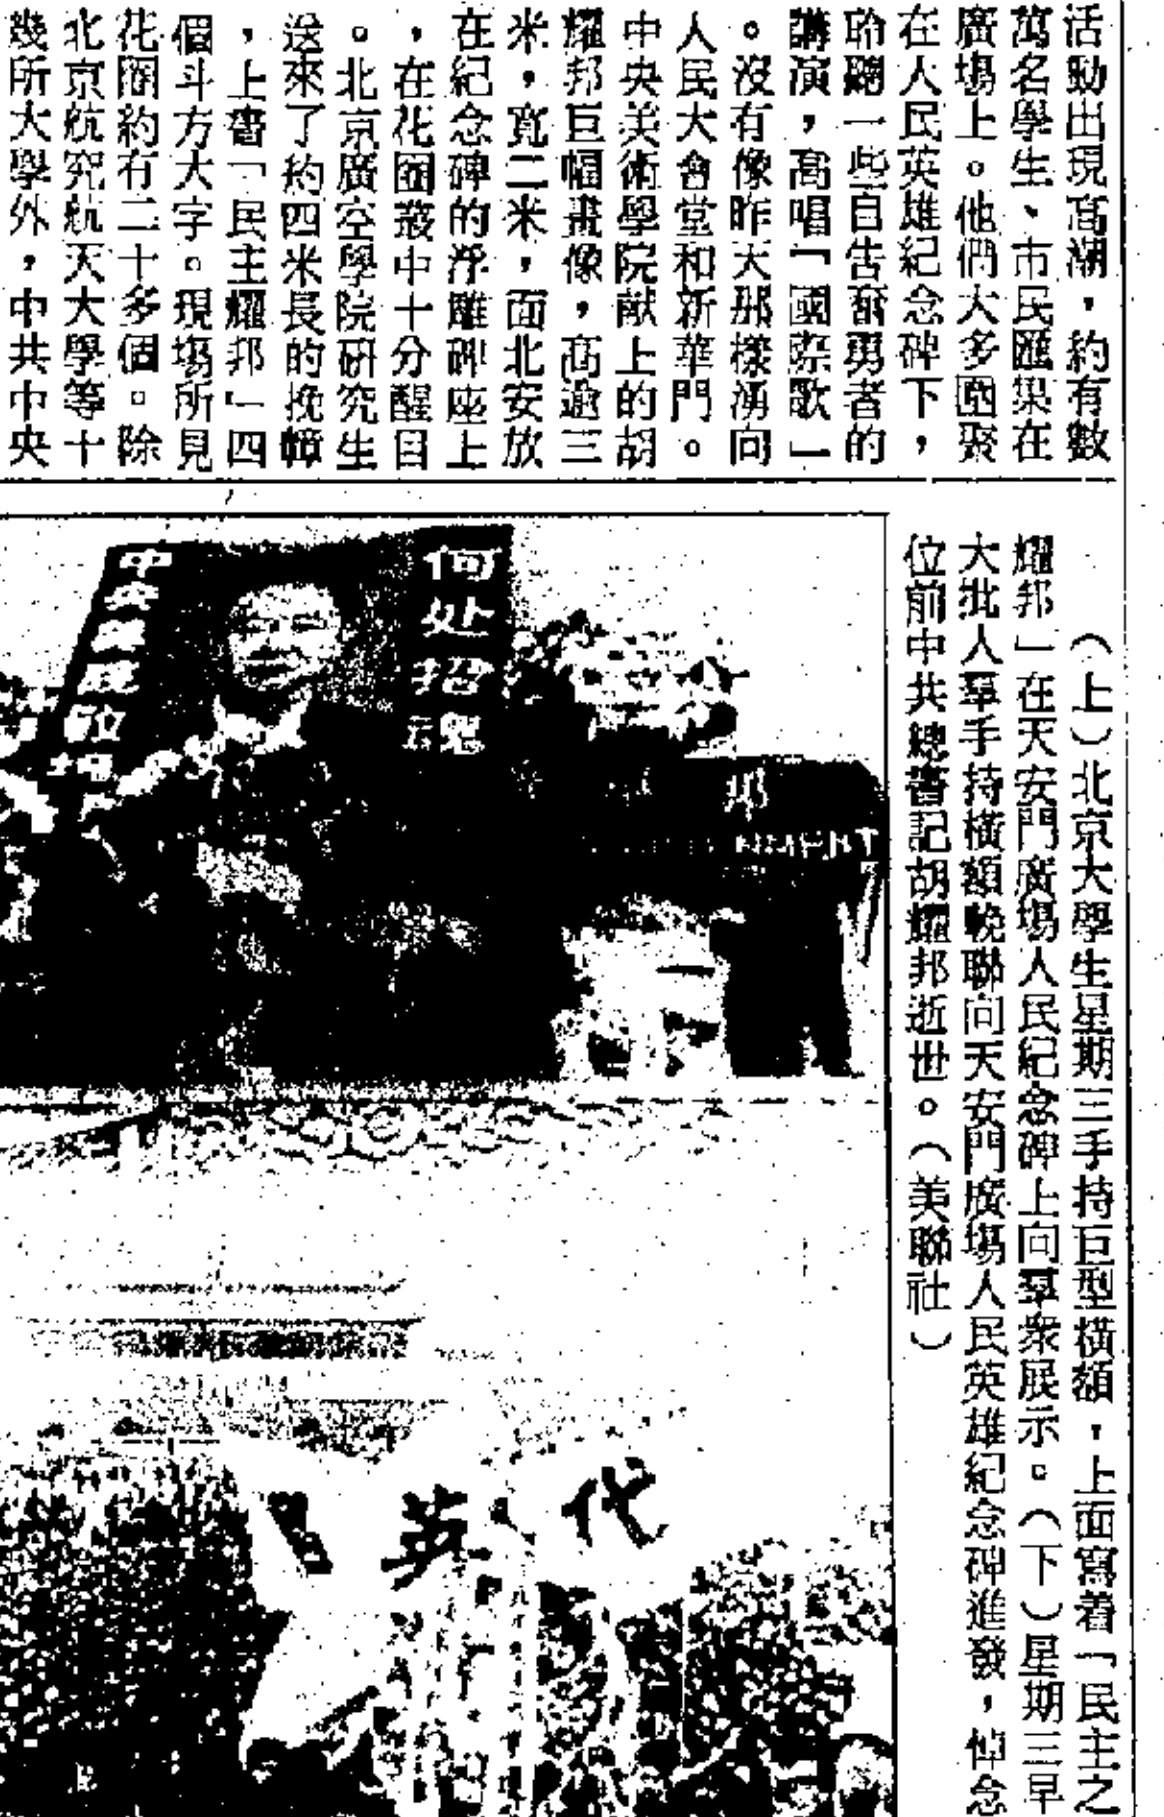 活動出現高潮，約有數
萬名學生、市民匯集在
廣場上。他們大多圍聚
在人民英雄紀念碑下，
聆聽一些自告奮勇者的
講演，高唱「國際歌」
。沒有像昨天那樣湧向
人民大會堂和新華門。
中央美術學院献上的胡
耀邦巨幅畫像，高逾三
米，寬二米，面北安放
在紀念碑的浮雕碑座上
，在花圈叢中十分醒目
。北京廣空學院研究生
送來了約四米長的挽幛
，上書「民主耀邦」四
個斗方大字。現場所見
花圈約有二十多個。除
北京航究航天大學等十
幾所大學外，中共中央
（上）北京大學生星期三手持巨型横額，上面寫着「民主之
耀邦」在天安門廣場人民紀念碑上向羣衆展示。（下）星期三早
大批人羣手持橫額輓聯向天安門廣場人民英雄紀念碑進發，悼念
位前中共總書記胡耀邦逝世。（美聯社）
何处招魂
中央美
邦
英
代